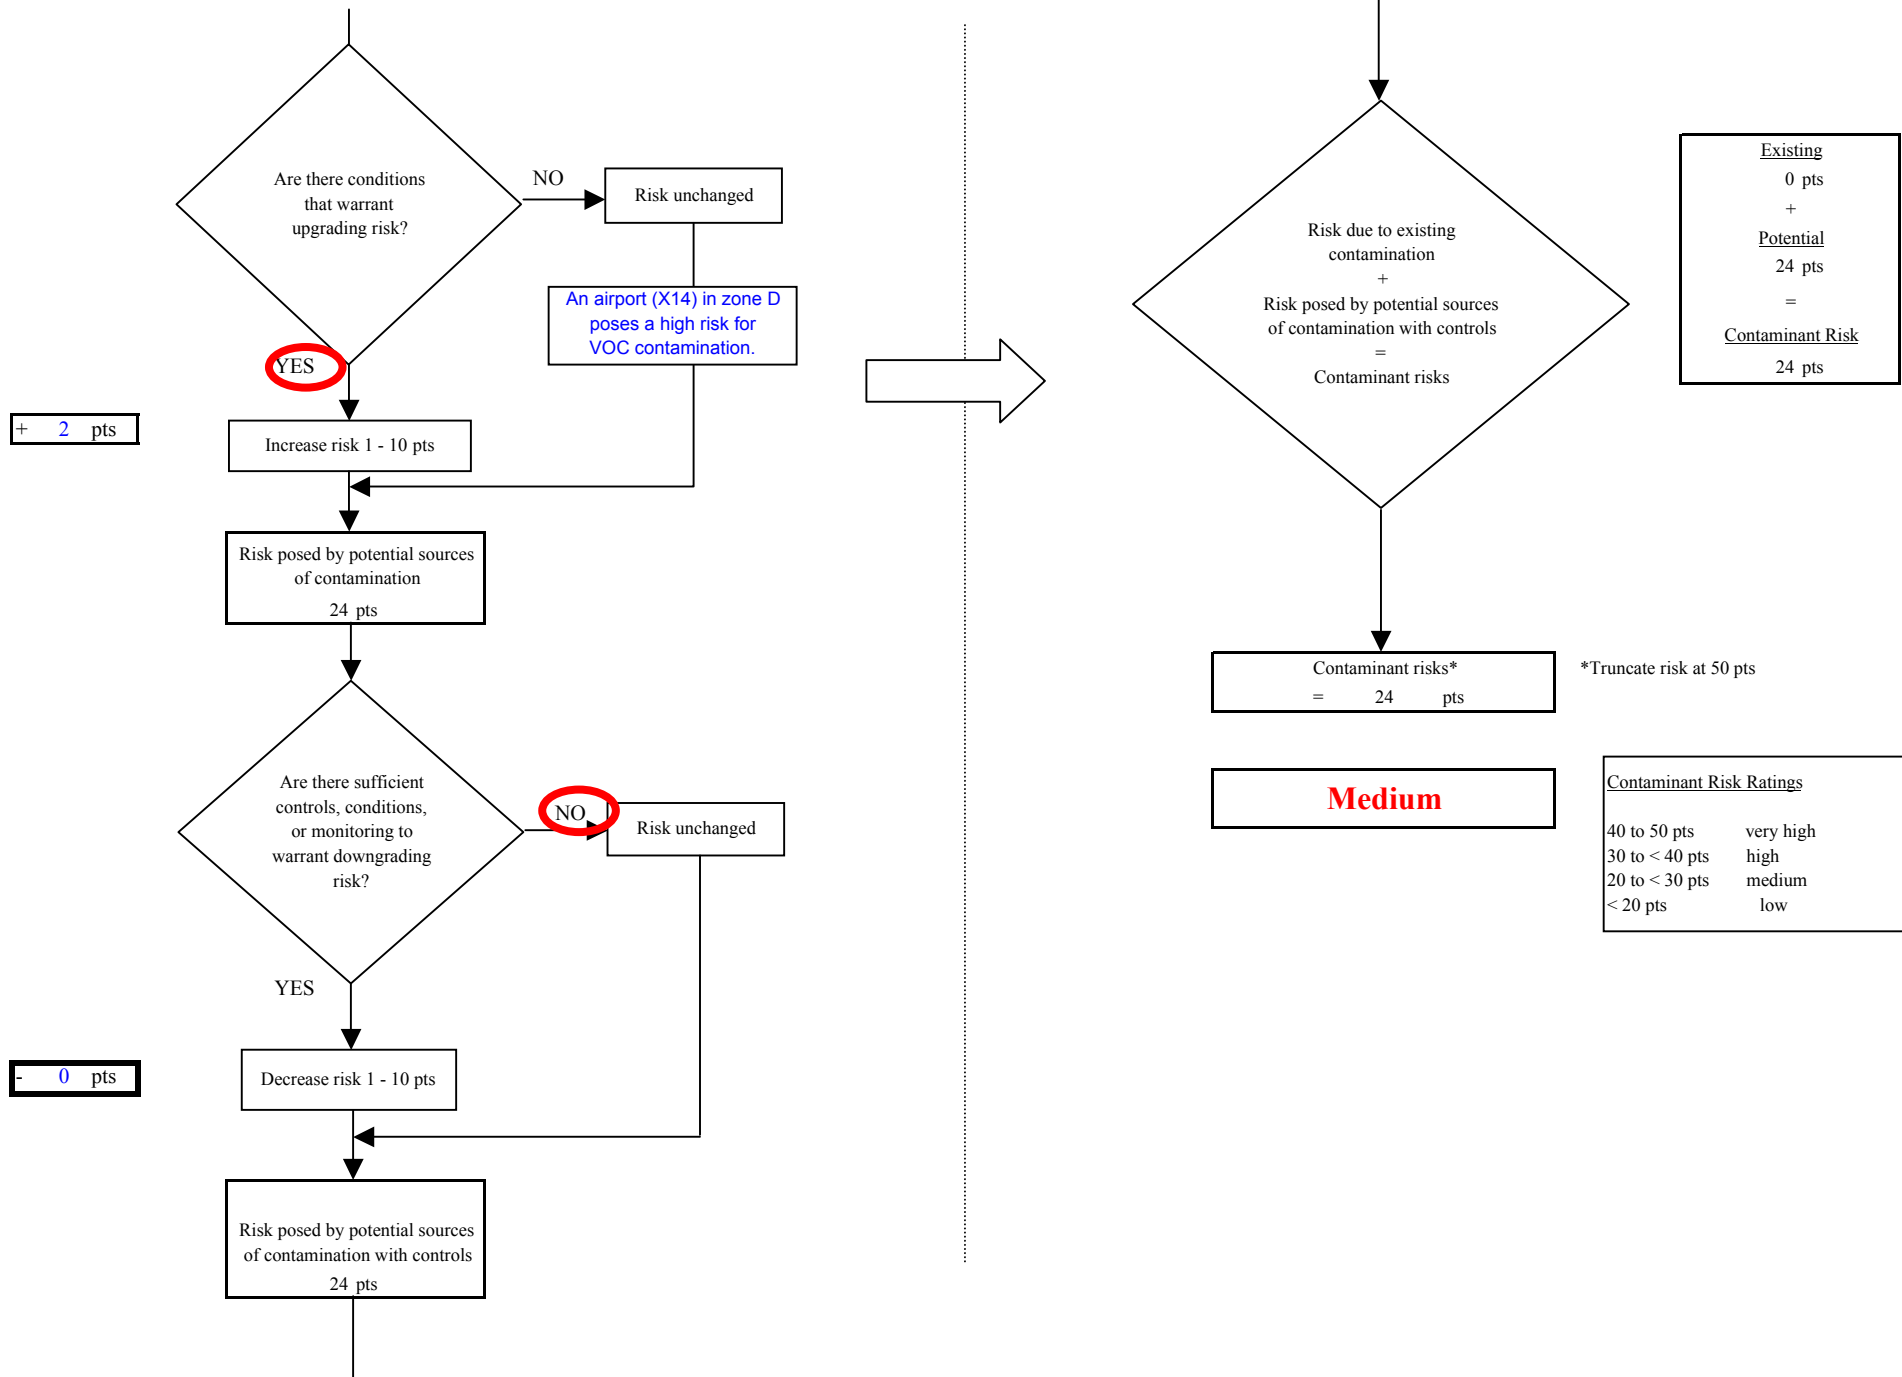 Are there conditions
that warrant
upgrading risk?
NO
Risk unchanged
An airport (X14) in zone D
poses a high risk for
VOC contamination.
YES
+ 2 pts
Increase risk 1 - 10 pts
Risk posed by potential sources
of contamination
24 pts
Are there sufficient
controls, conditions,
or monitoring to
warrant downgrading
risk?
NO
Risk unchanged
YES
- 0 pts
Decrease risk 1 - 10 pts
Risk posed by potential sources
of contamination with controls
24 pts
Risk due to existing
contamination
+
Risk posed by potential sources
of contamination with controls
=
Contaminant risks
Existing
0 pts
+
Potential
24 pts
=
Contaminant Risk
24 pts
Contaminant risks*
= 24 pts
*Truncate risk at 50 pts
Medium
Contaminant Risk Ratings
40 to 50 pts very high
30 to < 40 pts high
20 to < 30 pts medium
< 20 pts low